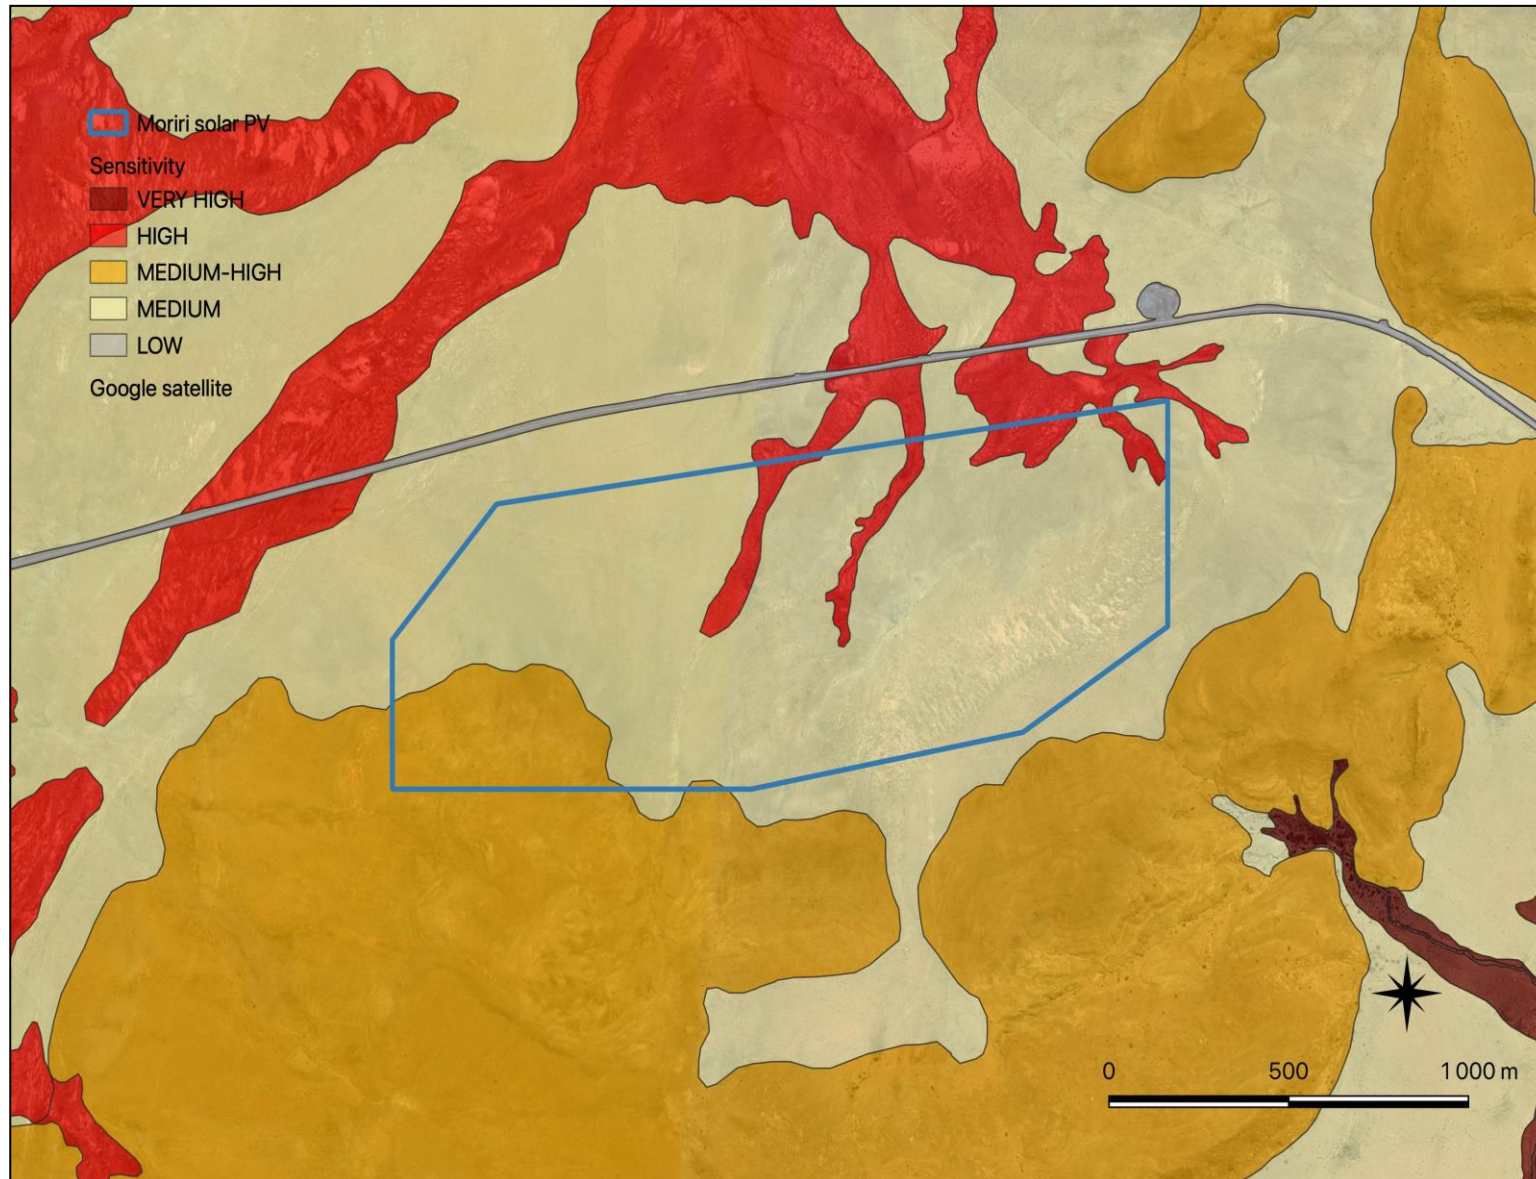 Moriri solar PV
Sensitivity
VERY HIGH
HIGH
MEDIUM-HIGH
MEDIUM
LOW
Google satellite
0 500 1 000 m